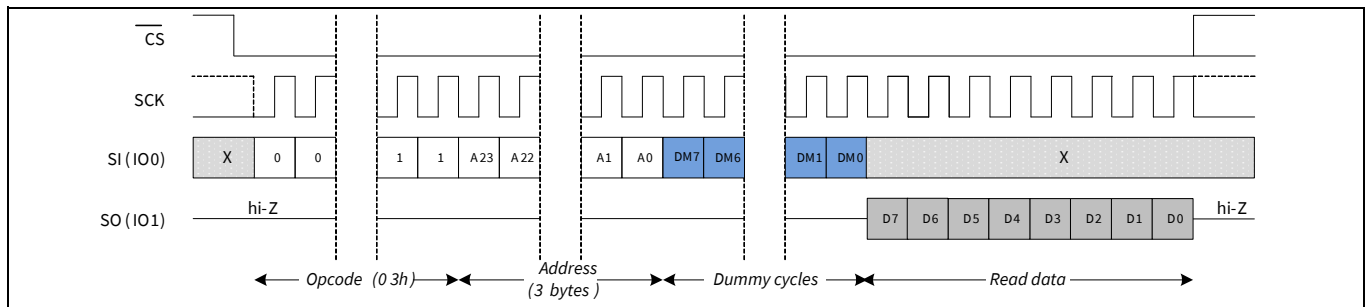 CS
SCK
SI (IO0) X 0 0 1 1 A23 A22 A1 A0 DM7 DM6 DM1 DM0 X
SO (IO1) hi-Z D7 D6 D5 D4 D3 D2 D1 D0 hi-Z
Opcode (03h) Address (3 bytes) Dummy cycles Read data